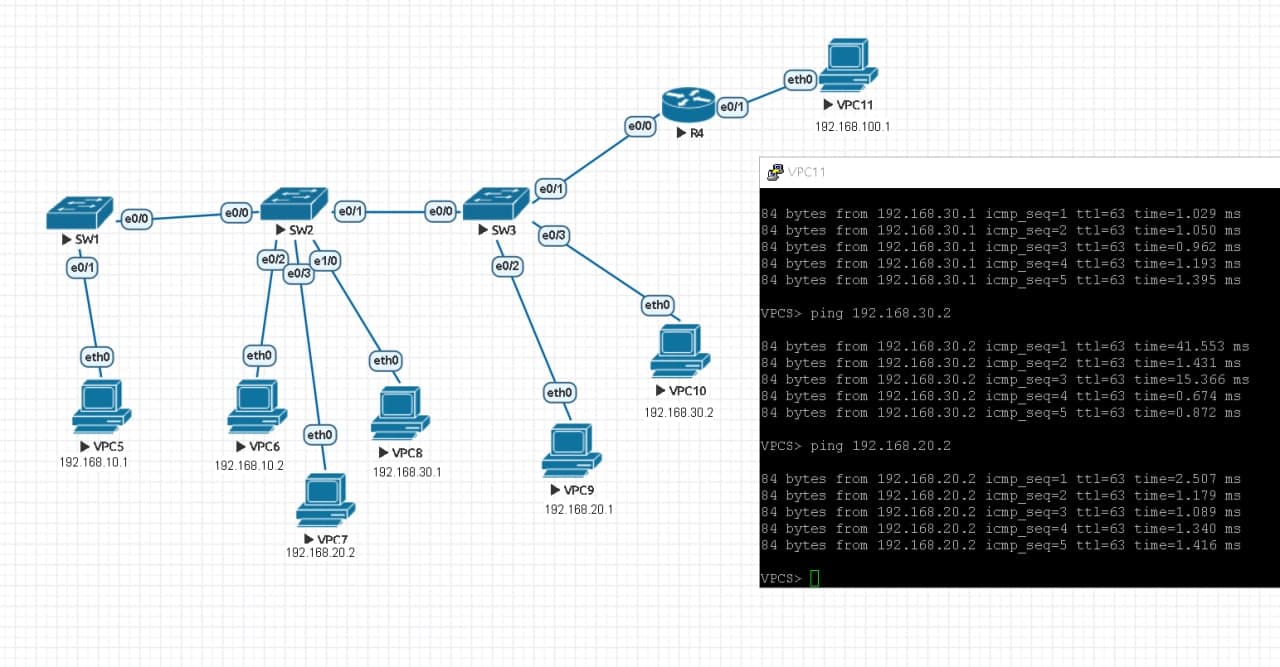 eth0
VPC11
192.168.100.1
e0/1
R4
e0/0
e0/1
SW1
e0/0
e0/1
e0/0
SW2
e0/1
e0/2
e0/3
e1/0
e0/0
SW3
e0/3
e0/2
eth0
VPC5
192.168.10.1
eth0
VPC6
192.168.10.2
eth0
VPC7
192.168.20.2
eth0
VPC8
192.168.30.1
eth0
VPC9
192.168.20.1
eth0
VPC10
192.168.30.2
VPC11
84 bytes from 192.168.30.1 icmp_seq=1 ttl=63 time=1.029 ms
84 bytes from 192.168.30.1 icmp_seq=2 ttl=63 time=1.050 ms
84 bytes from 192.168.30.1 icmp_seq=3 ttl=63 time=0.962 ms
84 bytes from 192.168.30.1 icmp_seq=4 ttl=63 time=1.193 ms
84 bytes from 192.168.30.1 icmp_seq=5 ttl=63 time=1.395 ms
VPCS> ping 192.168.30.2
84 bytes from 192.168.30.2 icmp_seq=1 ttl=63 time=41.553 ms
84 bytes from 192.168.30.2 icmp_seq=2 ttl=63 time=1.431 ms
84 bytes from 192.168.30.2 icmp_seq=3 ttl=63 time=15.366 ms
84 bytes from 192.168.30.2 icmp_seq=4 ttl=63 time=0.674 ms
84 bytes from 192.168.30.2 icmp_seq=5 ttl=63 time=0.872 ms
VPCS> ping 192.168.20.2
84 bytes from 192.168.20.2 icmp_seq=1 ttl=63 time=2.507 ms
84 bytes from 192.168.20.2 icmp_seq=2 ttl=63 time=1.179 ms
84 bytes from 192.168.20.2 icmp_seq=3 ttl=63 time=1.089 ms
84 bytes from 192.168.20.2 icmp_seq=4 ttl=63 time=1.340 ms
84 bytes from 192.168.20.2 icmp_seq=5 ttl=63 time=1.416 ms
VPCS>